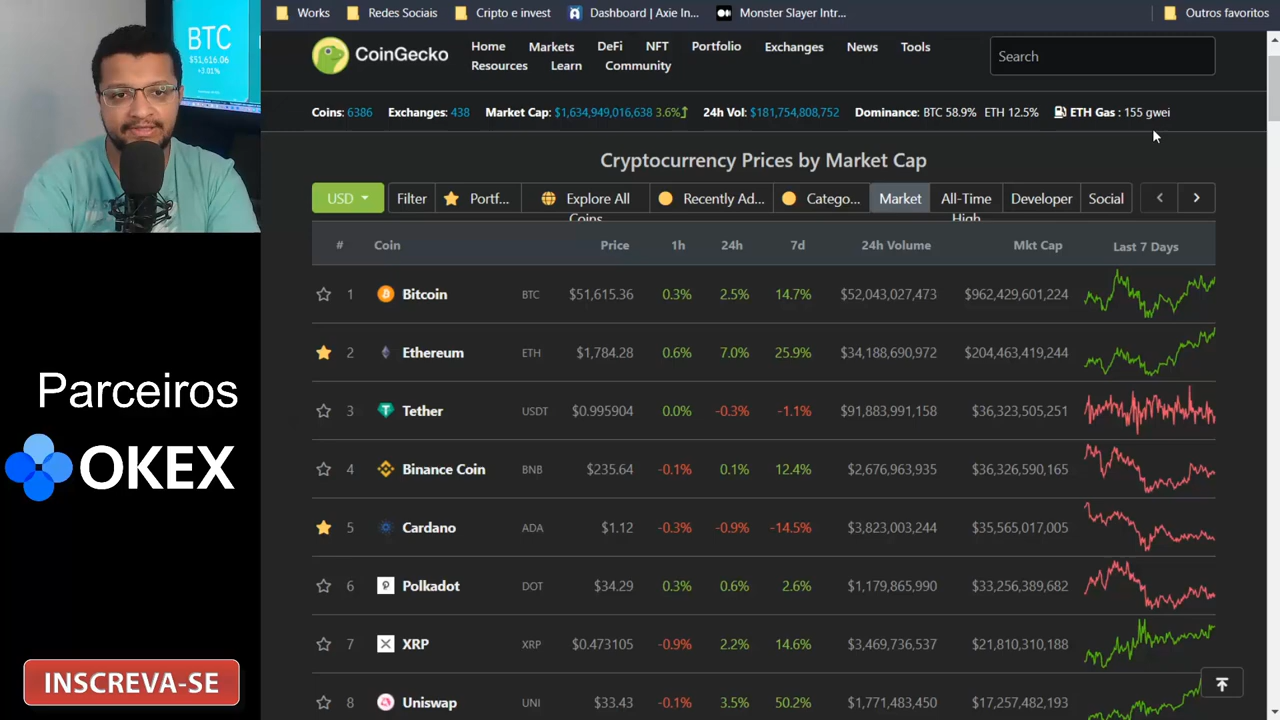 Works Redes Sociais Cripto e invest Dashboard | Axie In... Monster Slayer Intr... Outros favoritos
BTC
$51,616.06
+3.01%
CoinGecko
Home Markets DeFi NFT Portfolio Exchanges News Tools
Resources Learn Community
Search
Coins: 6386 Exchanges: 438 Market Cap: $1,634,949,016,638 3.6% 24h Vol: $181,754,808,752 Dominance: BTC 58.9% ETH 12.5% ETH Gas : 155 gwei
Cryptocurrency Prices by Market Cap
USD Filter Portf... Explore All Coins Recently Ad... Catego... Market All-Time High Developer Social
# Coin Price 1h 24h 7d 24h Volume Mkt Cap Last 7 Days
1 Bitcoin BTC $51,615.36 0.3% 2.5% 14.7% $52,043,027,473 $962,429,601,224
2 Ethereum ETH $1,784.28 0.6% 7.0% 25.9% $34,188,690,972 $204,463,419,244
3 Tether USDT $0.995904 0.0% -0.3% -1.1% $91,883,991,158 $36,323,505,251
4 Binance Coin BNB $235.64 -0.1% 0.1% 12.4% $2,676,963,935 $36,326,590,165
5 Cardano ADA $1.12 -0.3% -0.9% -14.5% $3,823,003,244 $35,565,017,005
6 Polkadot DOT $34.29 0.3% 0.6% 2.6% $1,179,865,990 $33,256,389,682
7 XRP XRP $0.473105 -0.9% 2.2% 14.6% $3,469,736,537 $21,810,310,188
8 Uniswap UNI $33.43 -0.1% 3.5% 50.2% $1,771,483,450 $17,257,482,193
Parceiros
OKEX
INSCREVA-SE